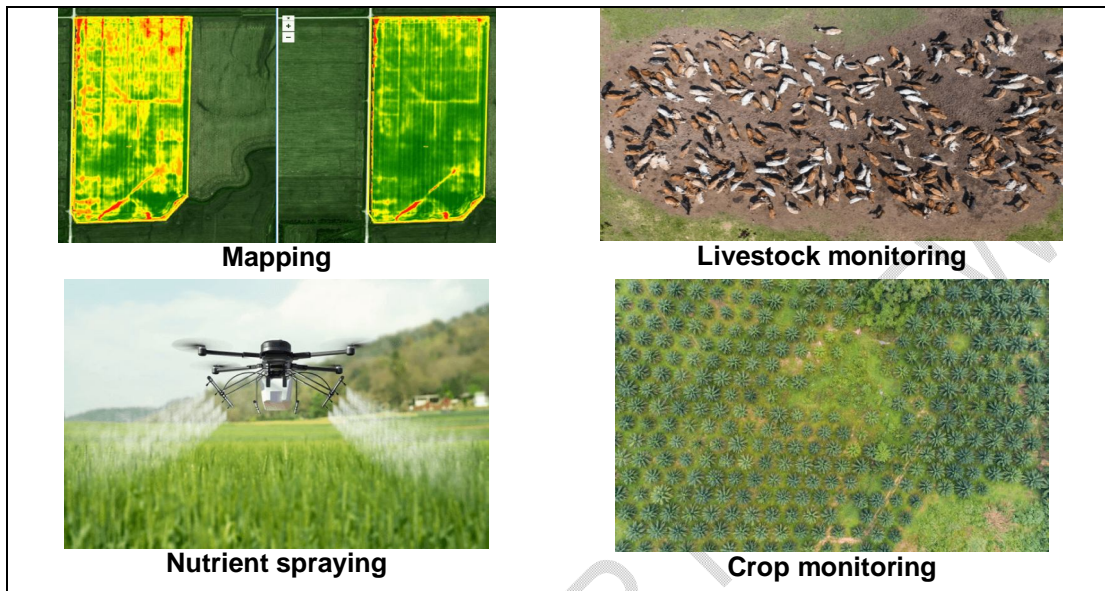 Mapping
Livestock monitoring
Nutrient spraying
Crop monitoring